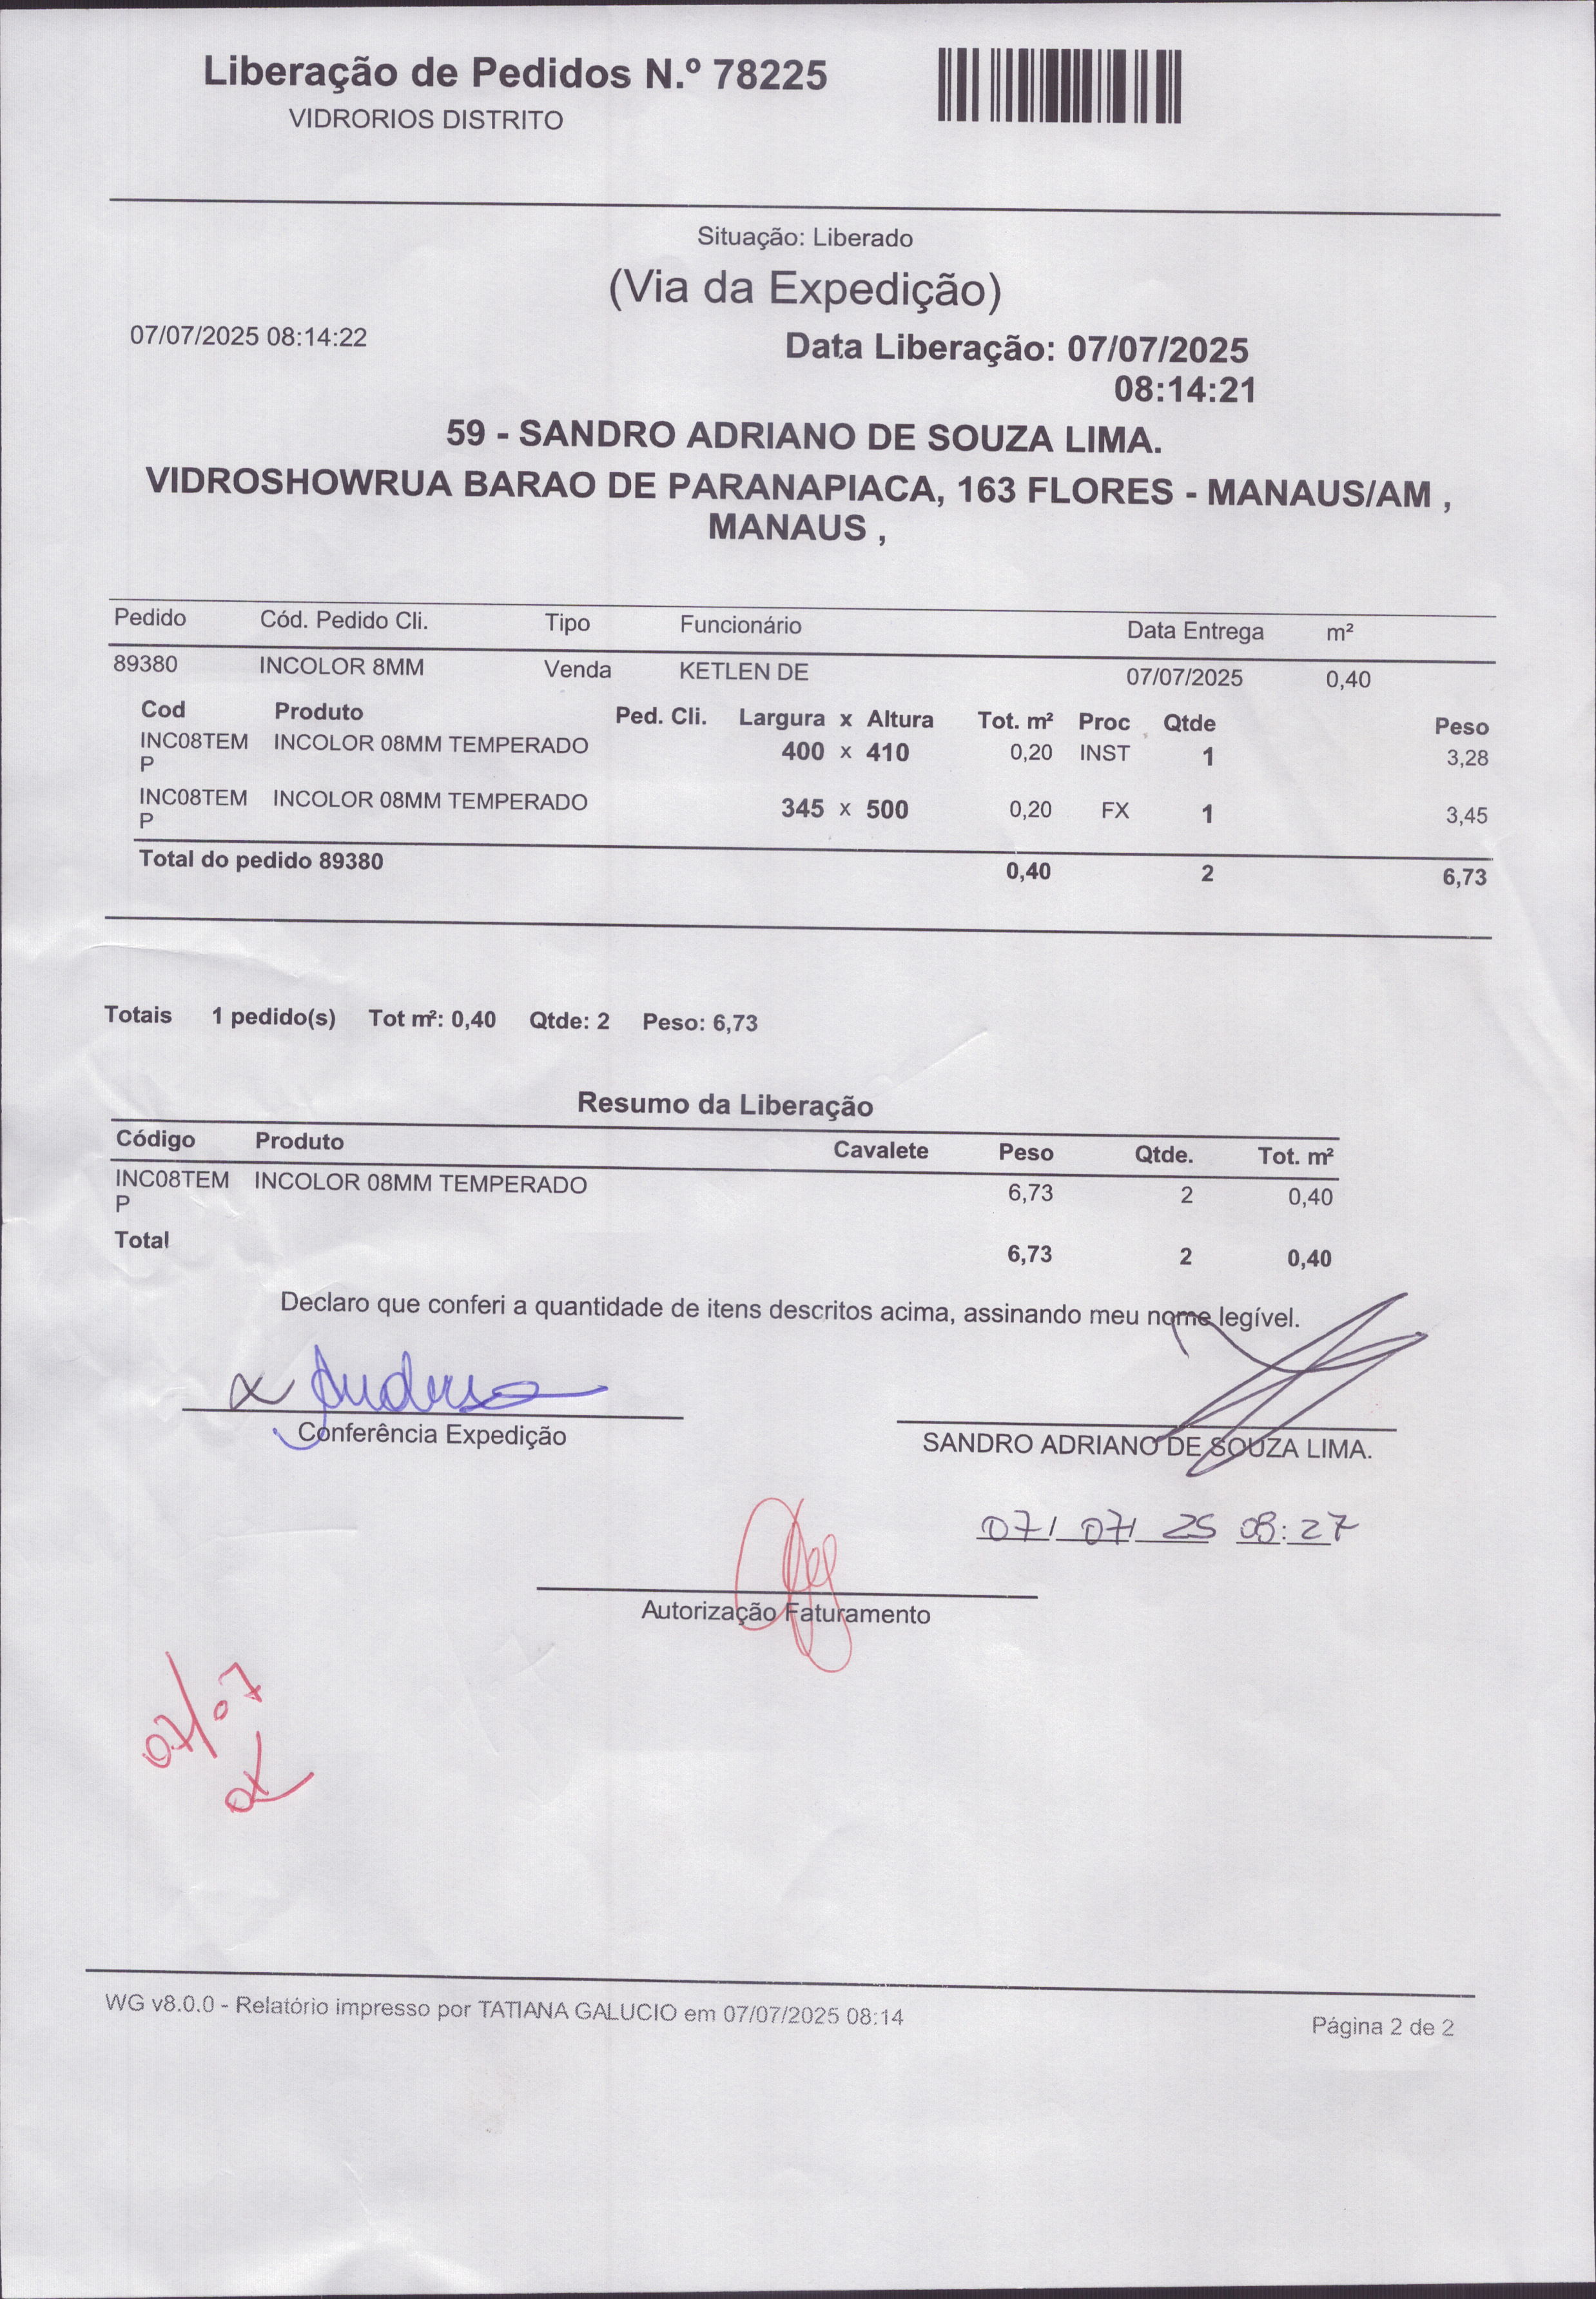 Liberação de Pedidos N.º 78225
VIDRORIOS DISTRITO
Situação: Liberado
(Via da Expedição)
07/07/2025 08:14:22
Data Liberação: 07/07/2025
08:14:21
59 - SANDRO ADRIANO DE SOUZA LIMA.
VIDROSHOWRUA BARAO DE PARANAPIACA, 163 FLORES - MANAUS/AM ,
MANAUS ,
Pedido Cód. Pedido Cli. Tipo Funcionário Data Entrega m²
89380 INCOLOR 8MM Venda KETLEN DE 07/07/2025 0,40
Cod Produto Ped. Cli. Largura x Altura Tot. m² Proc Qtde Peso
INC08TEM INCOLOR 08MM TEMPERADO 400 x 410 0,20 INST 1 3,28
P
INC08TEM INCOLOR 08MM TEMPERADO 345 x 500 0,20 FX 1 3,45
P
Total do pedido 89380 0,40 2 6,73
Totais 1 pedido(s) Tot m²: 0,40 Qtde: 2 Peso: 6,73
Resumo da Liberação
Código Produto Cavalete Peso Qtde. Tot. m²
INC08TEM INCOLOR 08MM TEMPERADO 6,73 2 0,40
P
Total 6,73 2 0,40
Declaro que conferi a quantidade de itens descritos acima, assinando meu nome legível.
x
Conferência Expedição
SANDRO ADRIANO DE SOUZA LIMA.
07/ 07/ 25 08:27
Autorização Faturamento
07/07
ok
WG v8.0.0 - Relatório impresso por TATIANA GALUCIO em 07/07/2025 08:14
Página 2 de 2